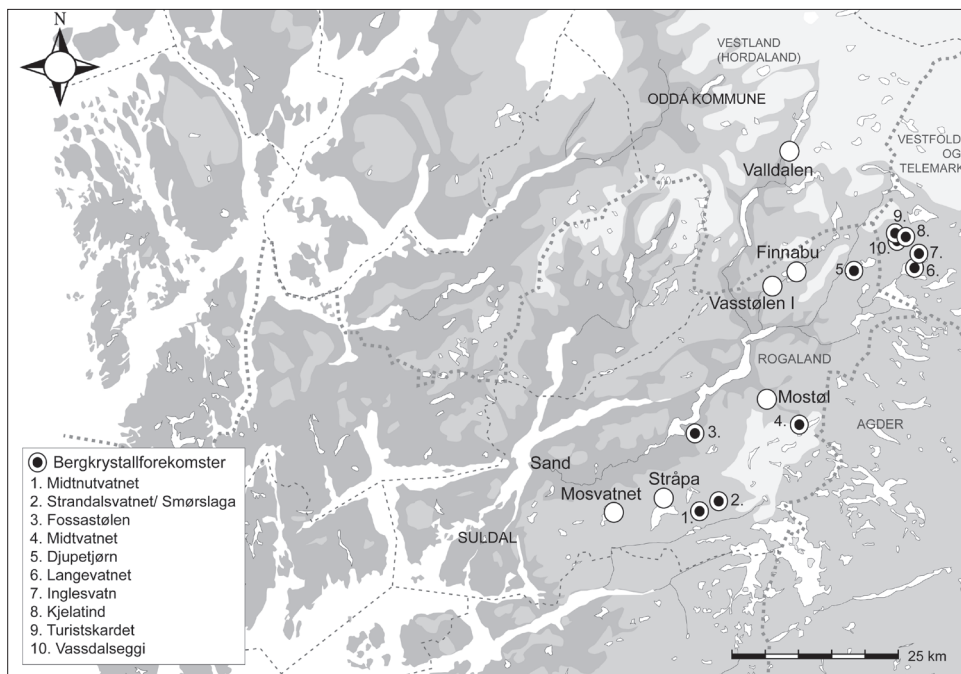 N
VESTLAND
(HORDALAND)
ODDA KOMMUNE
VESTFOLD
OG
TELEMARK
Valldalen
9.
8.
10.
7.
6.
5.
Finnabu
Vasstølen I
ROGALAND
Mostøl
4.
AGDER
3.
Sand
Stråpa
Mosvatnet
2.
1.
SULDAL
Bergkrystallforekomster
1. Midtnutvatnet
2. Strandalsvatnet/ Smørslaga
3. Fossastølen
4. Midtvatnet
5. Djupetjørn
6. Langevatnet
7. Inglesvatn
8. Kjelatind
9. Turistskardet
10. Vassdalseggi
25 km